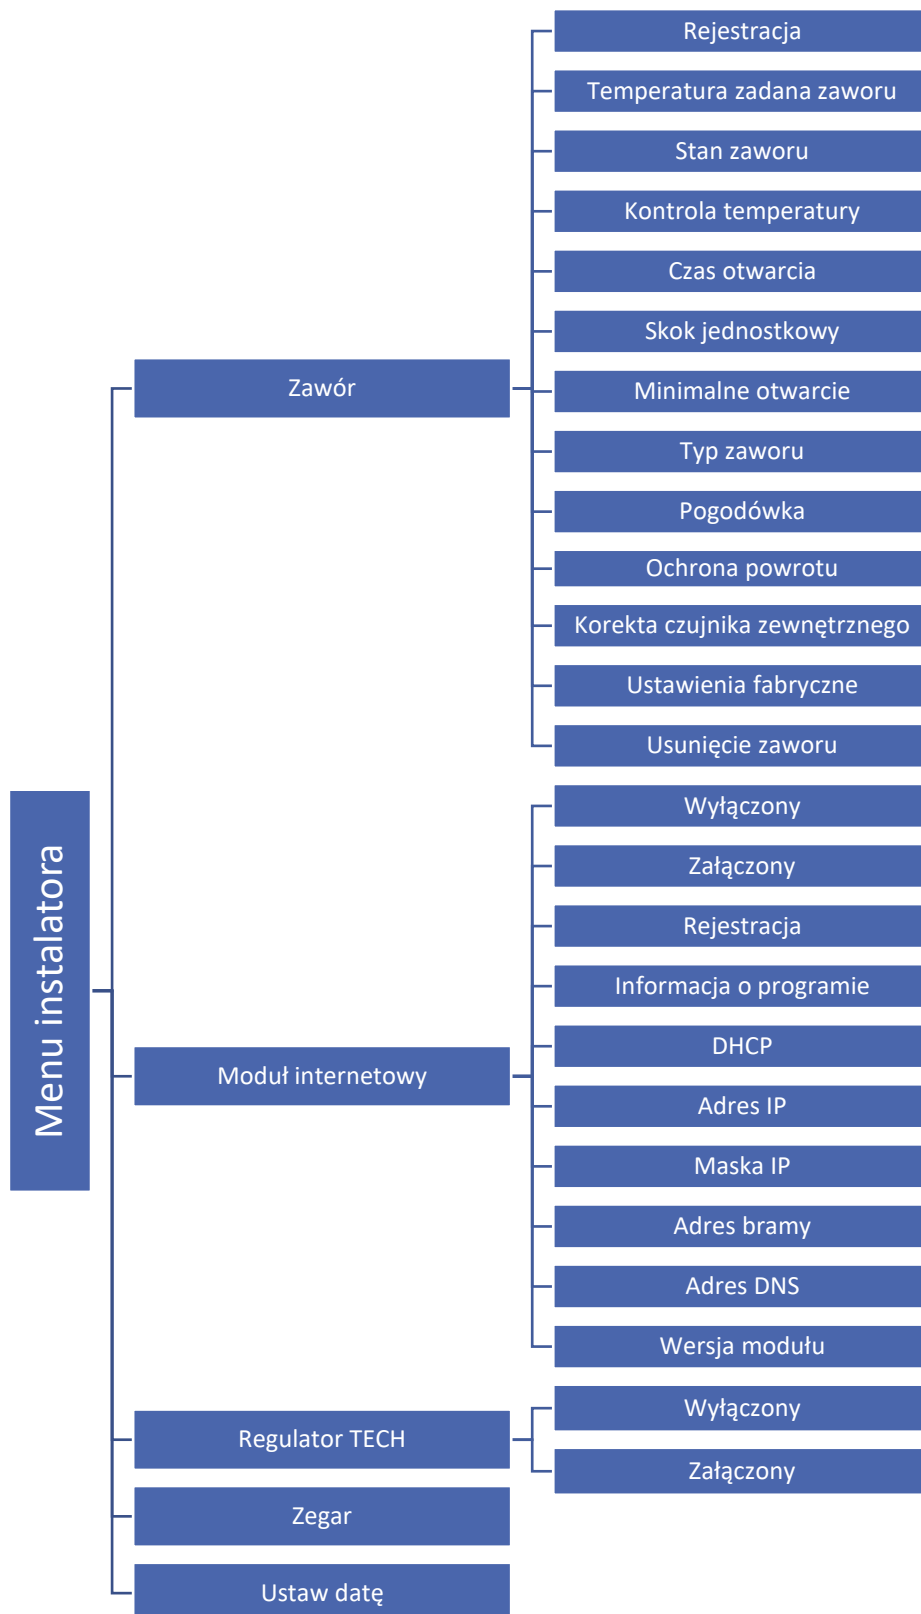 Menu instalatora
Zawór
Rejestracja
Temperatura zadana zaworu
Stan zaworu
Kontrola temperatury
Czas otwarcia
Skok jednostkowy
Minimalne otwarcie
Typ zaworu
Pogodówka
Ochrona powrotu
Korekta czujnika zewnętrznego
Ustawienia fabryczne
Usunięcie zaworu
Moduł internetowy
Wyłączony
Załączony
Rejestracja
Informacja o programie
DHCP
Adres IP
Maska IP
Adres bramy
Adres DNS
Wersja modułu
Regulator TECH
Wyłączony
Załączony
Zegar
Ustaw datę